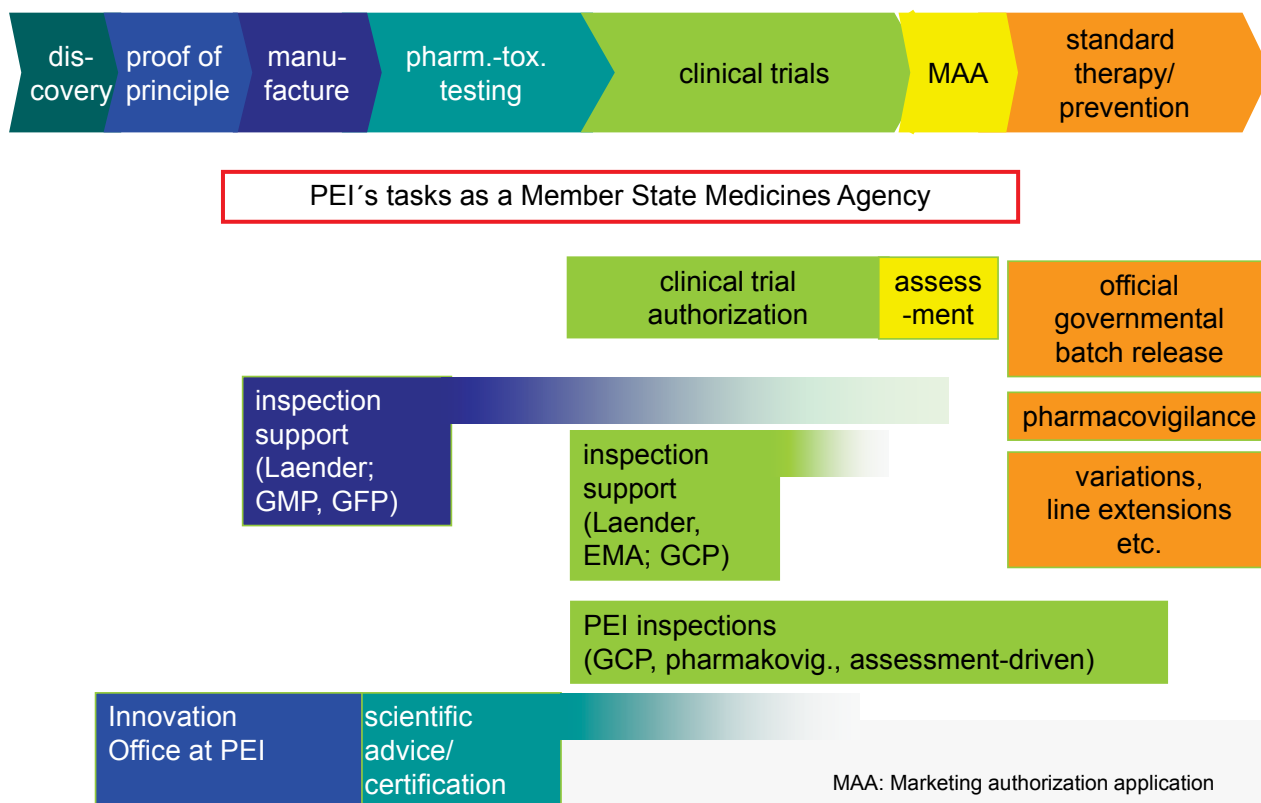 dis-
covery
proof of
principle
manu-
facture
pharm.-tox.
testing
clinical trials
MAA
standard
therapy/
prevention
PEI´s tasks as a Member State Medicines Agency
clinical trial
authorization
assess
-ment
official
governmental
batch release
inspection
support
(Laender;
GMP, GFP)
pharmacovigilance
inspection
support
(Laender,
EMA; GCP)
variations,
line extensions
etc.
PEI inspections
(GCP, pharmakovig., assessment-driven)
Innovation
Office at PEI
scientific
advice/
certification
MAA: Marketing authorization application